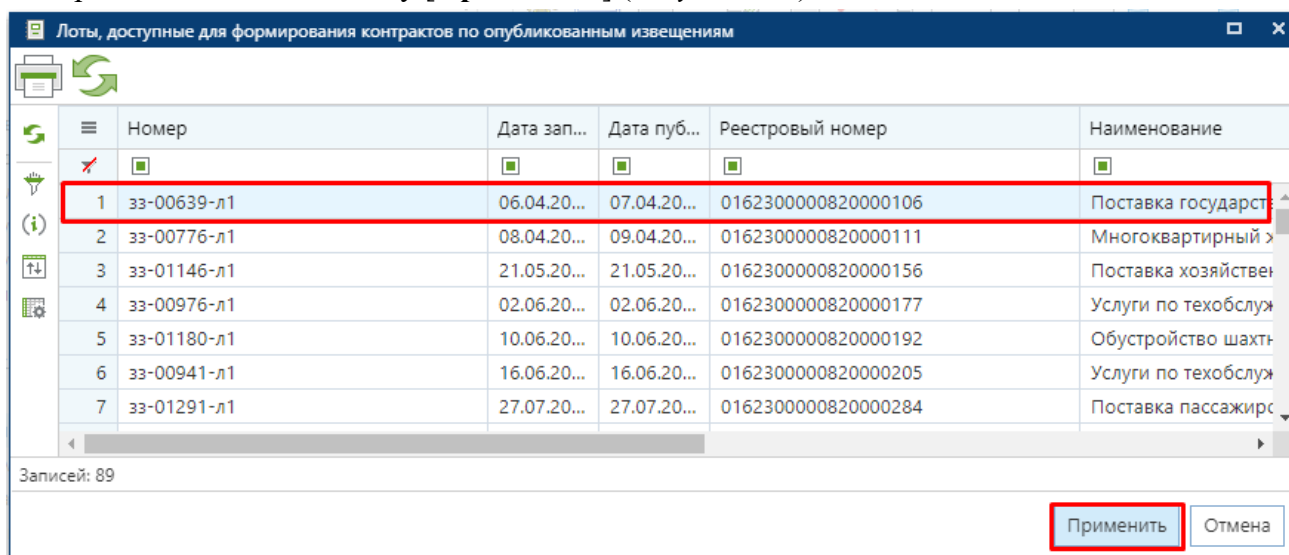 Лоты, доступные для формирования контрактов по опубликованным извещениям
Номер Дата зап... Дата пуб... Реестровый номер Наименование
1 зз-00639-л1 06.04.20... 07.04.20... 0162300000820000106 Поставка государст
2 зз-00776-л1 08.04.20... 09.04.20... 0162300000820000111 Многоквартирный ж
3 зз-01146-л1 21.05.20... 21.05.20... 0162300000820000156 Поставка хозяйствен
4 зз-00976-л1 02.06.20... 02.06.20... 0162300000820000177 Услуги по техобслуж
5 зз-01180-л1 10.06.20... 10.06.20... 0162300000820000192 Обустройство шахтн
6 зз-00941-л1 16.06.20... 16.06.20... 0162300000820000205 Услуги по техобслуж
7 зз-01291-л1 27.07.20... 27.07.20... 0162300000820000284 Поставка пассажиро
Записей: 89
Применить Отмена